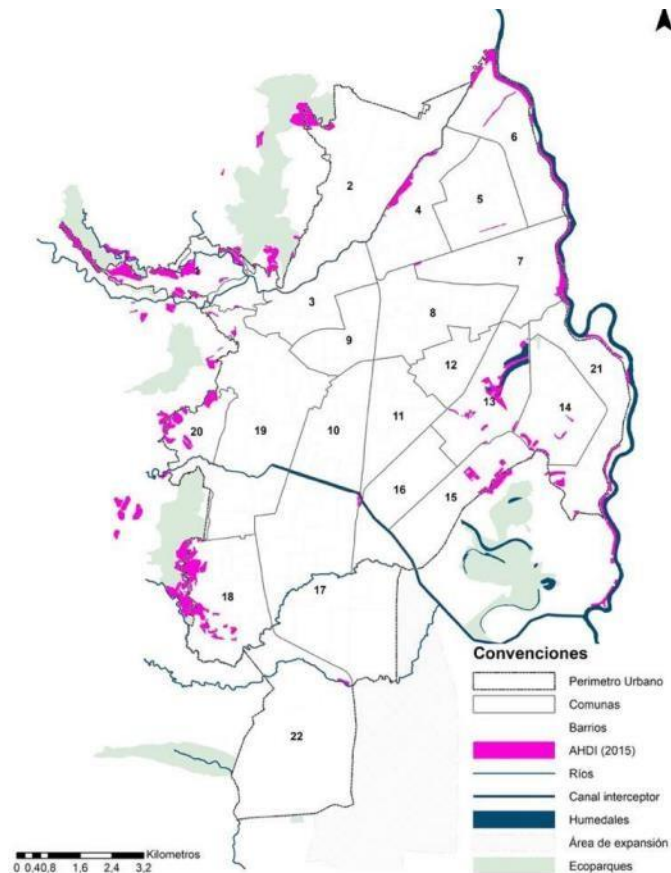 6
2
4
5
7
3
8
9
12
21
13
14
20
19
10
11
16
15
18
17
22
Convenciones
Perimetro Urbano
Comunas
Barrios
AHDI (2015)
Ríos
Canal interceptor
Humedales
Área de expansión
Ecoparques
Kilometros
0 0,40,8 1,6 2,4 3,2